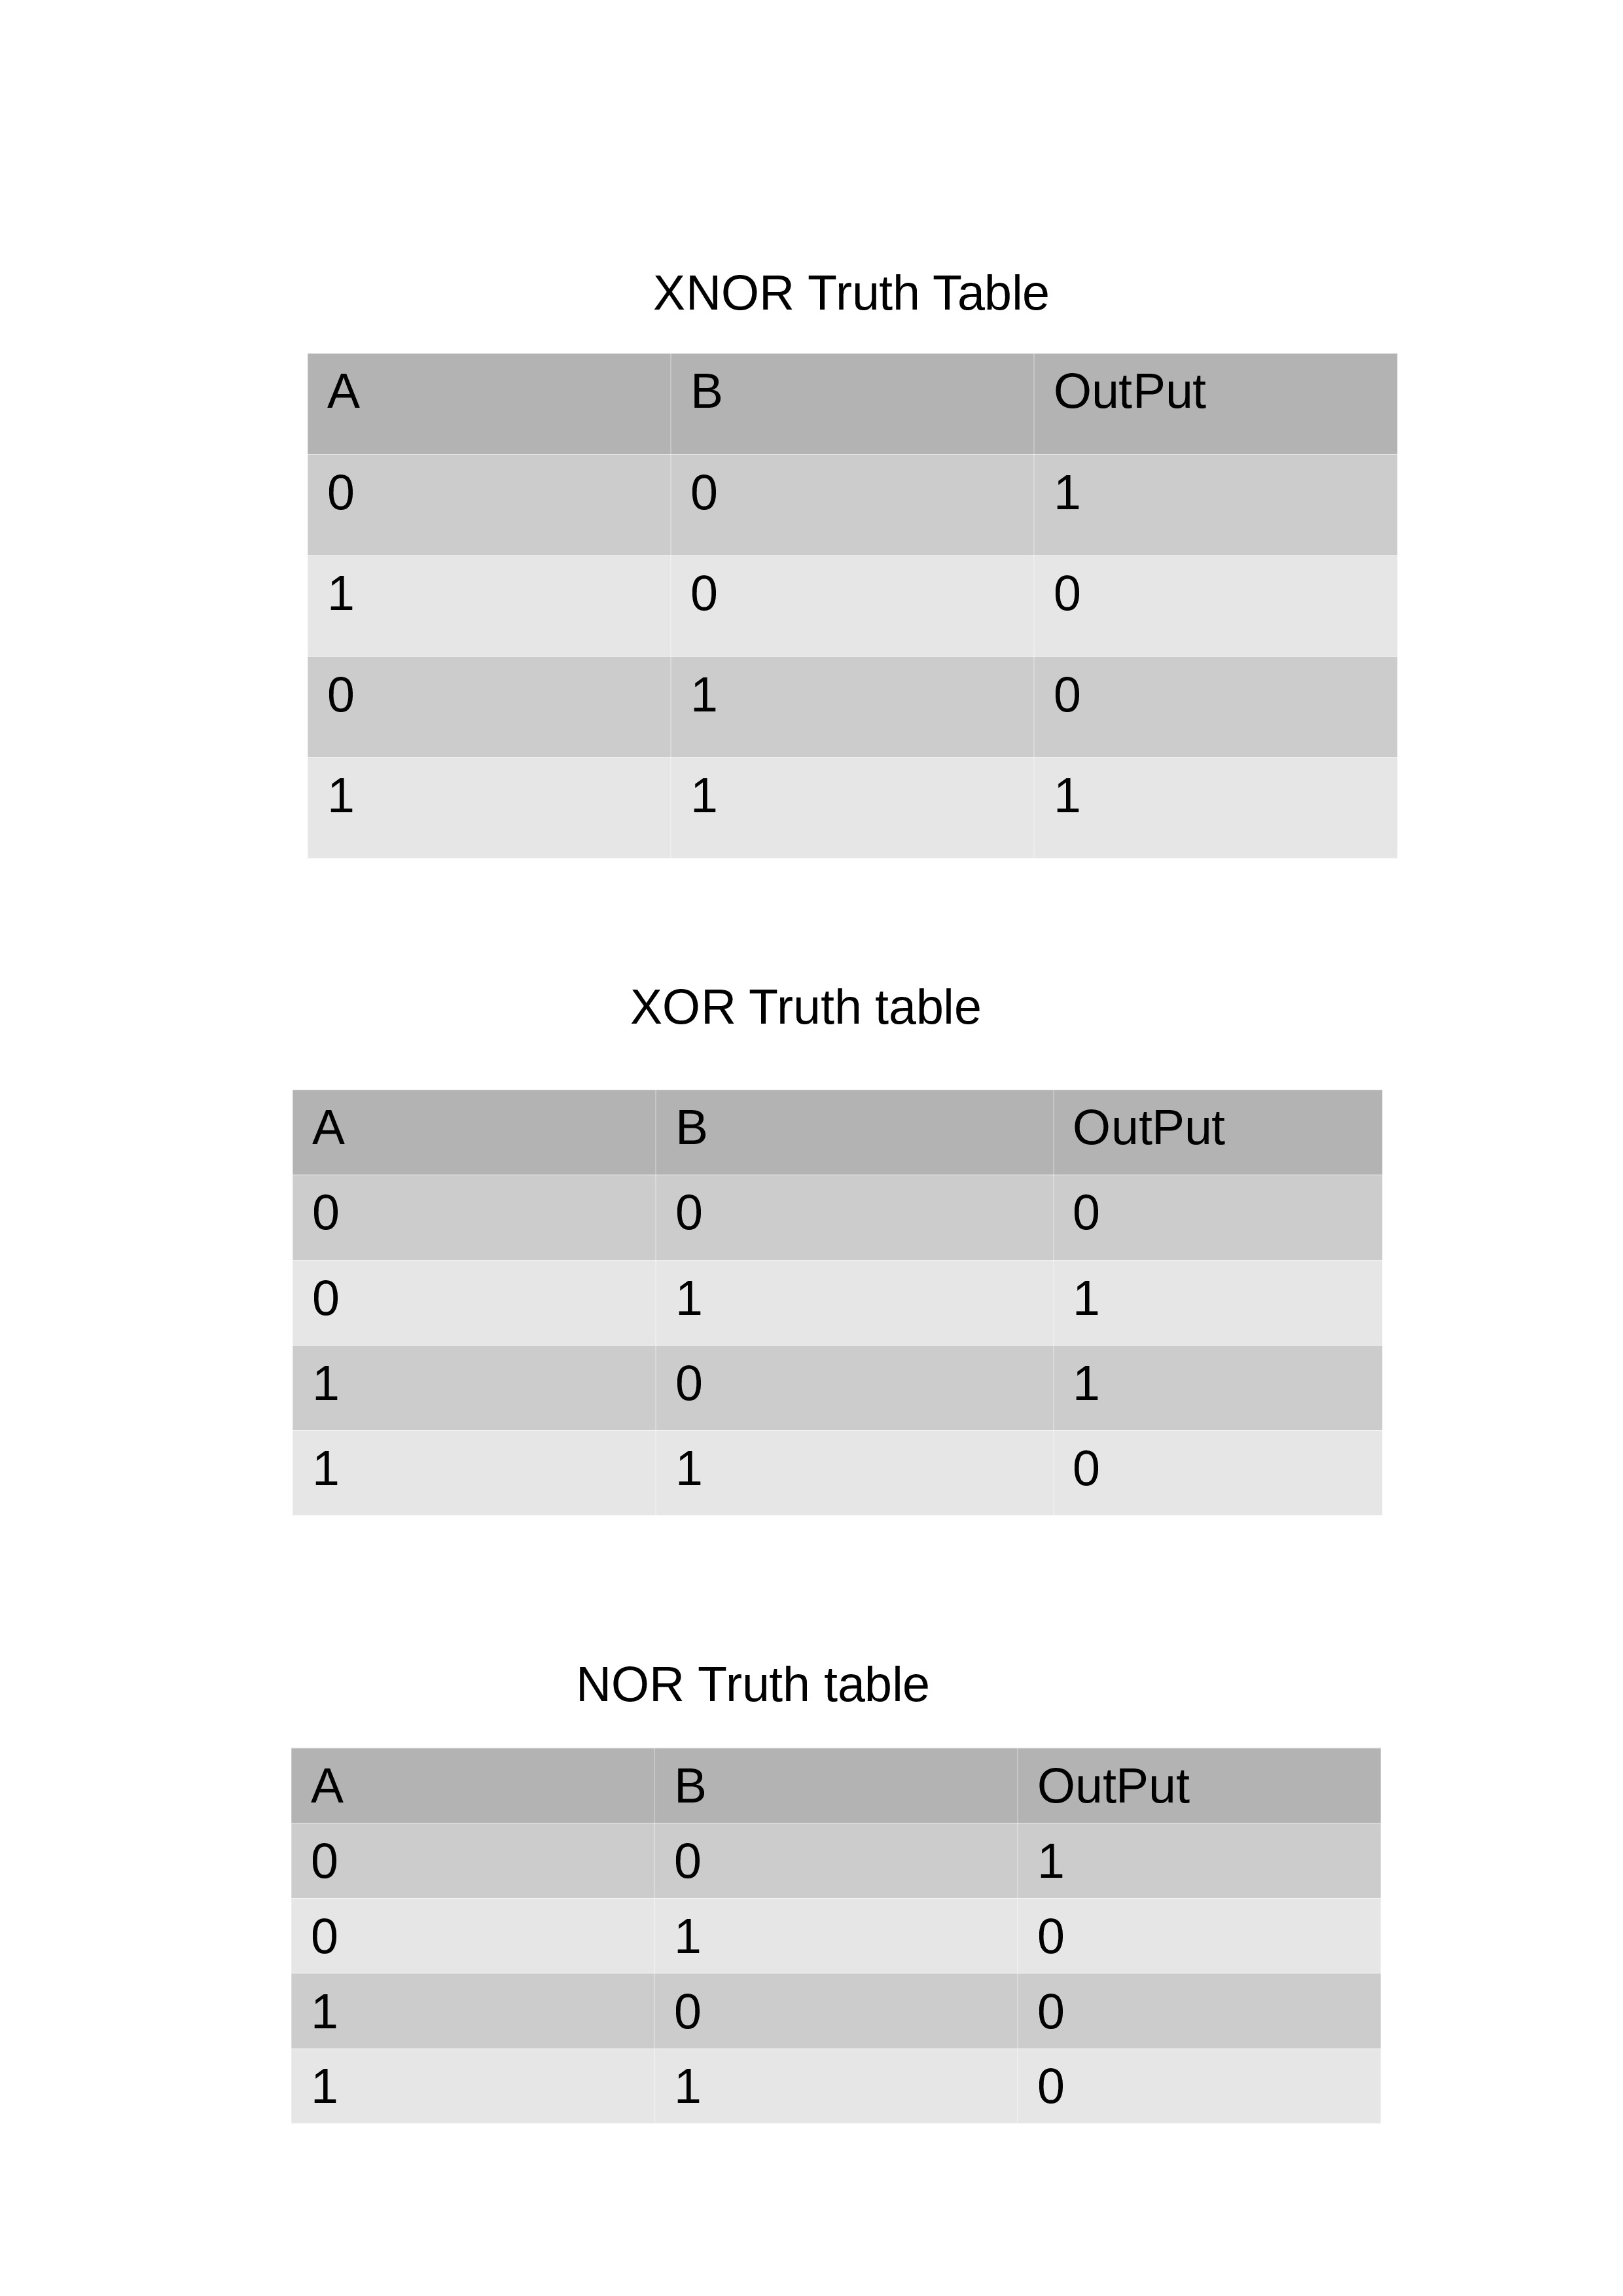 XNOR Truth Table
A B OutPut
0 0 1
1 0 0
0 1 0
1 1 1
XOR Truth table
A B OutPut
0 0 0
0 1 1
1 0 1
1 1 0
NOR Truth table
A B OutPut
0 0 1
0 1 0
1 0 0
1 1 0